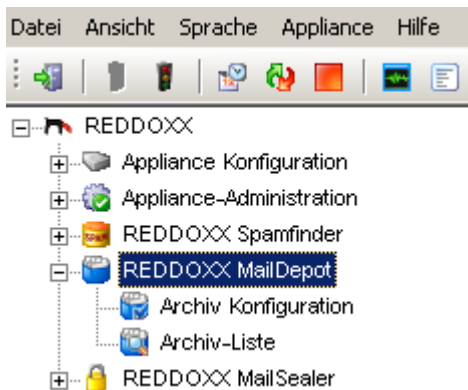 Datei Ansicht Sprache Appliance Hilfe
REDDOXX
Appliance Konfiguration
Appliance-Administration
SPAM
REDDOXX Spamfinder
REDDOXX MailDepot
Archiv Konfiguration
Archiv-Liste
REDDOXX MailSealer